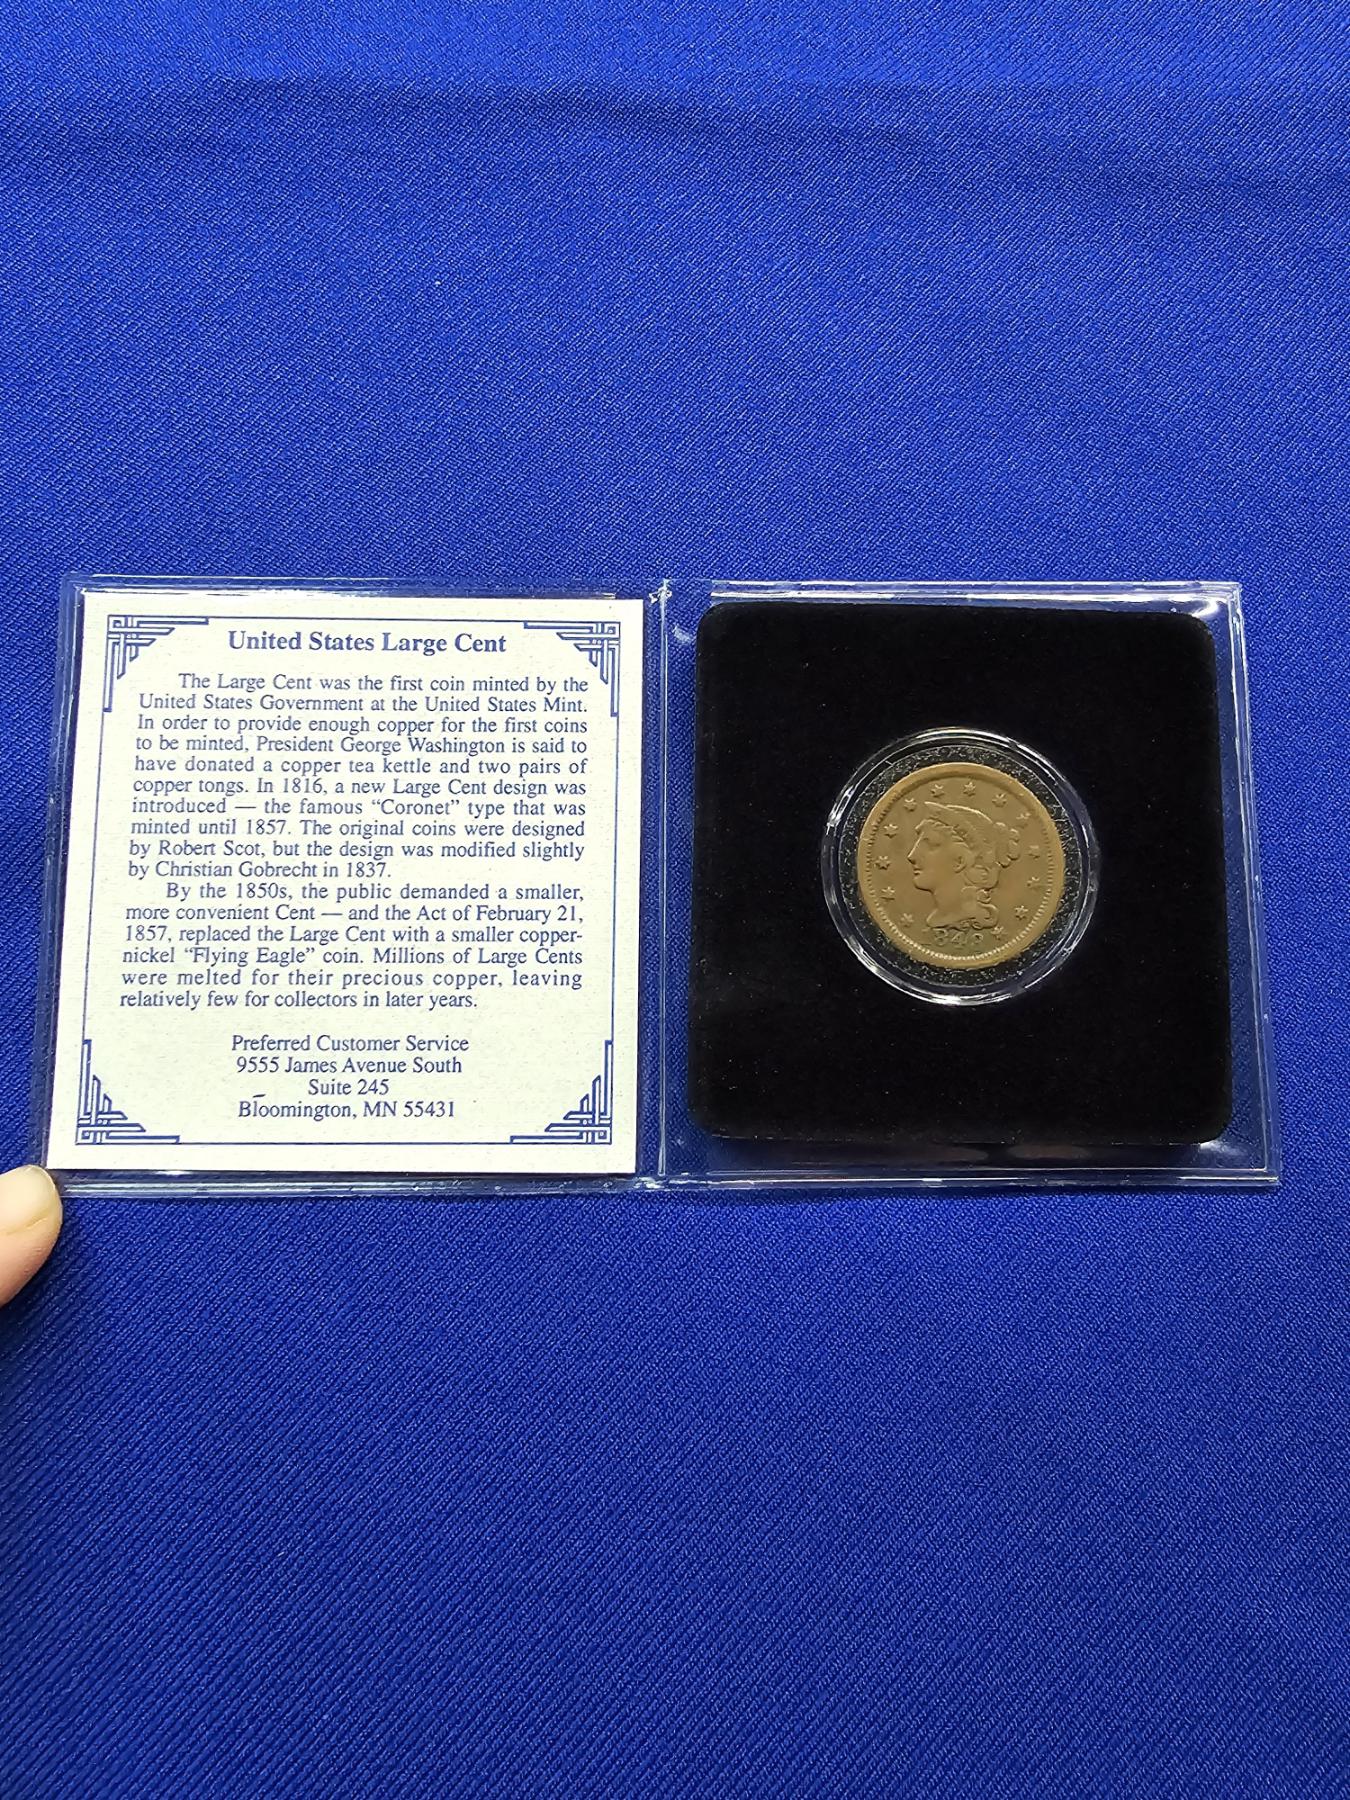 United States Large Cent
The Large Cent was the first coin minted by the
United States Government at the United States Mint.
In order to provide enough copper for the first coins
to be minted, President George Washington is said to
have donated a copper tea kettle and two pairs of
copper tongs. In 1816, a new Large Cent design was
introduced — the famous “Coronet” type that was
minted until 1857. The original coins were designed
by Robert Scot, but the design was modified slightly
by Christian Gobrecht in 1837.
By the 1850s, the public demanded a smaller,
more convenient Cent — and the Act of February 21,
1857, replaced the Large Cent with a smaller copper-
nickel “Flying Eagle” coin. Millions of Large Cents
were melted for their precious copper, leaving
relatively few for collectors in later years.
Preferred Customer Service
9555 James Avenue South
Suite 245
Bloomington, MN 55431